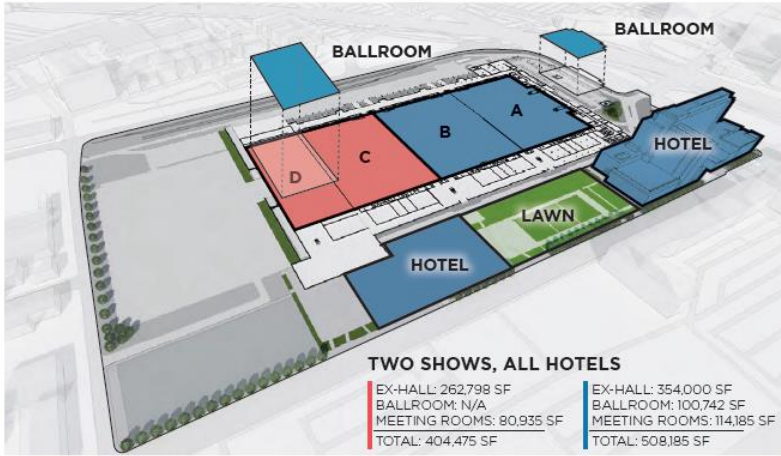 BALLROOM
BALLROOM
A
B
C
D
HOTEL
LAWN
HOTEL
TWO SHOWS, ALL HOTELS
EX-HALL: 262,798 SF
BALLROOM: N/A
MEETING ROOMS: 80,935 SF
TOTAL: 404,475 SF
EX-HALL: 354,000 SF
BALLROOM: 100,742 SF
MEETING ROOMS: 114,185 SF
TOTAL: 508,185 SF